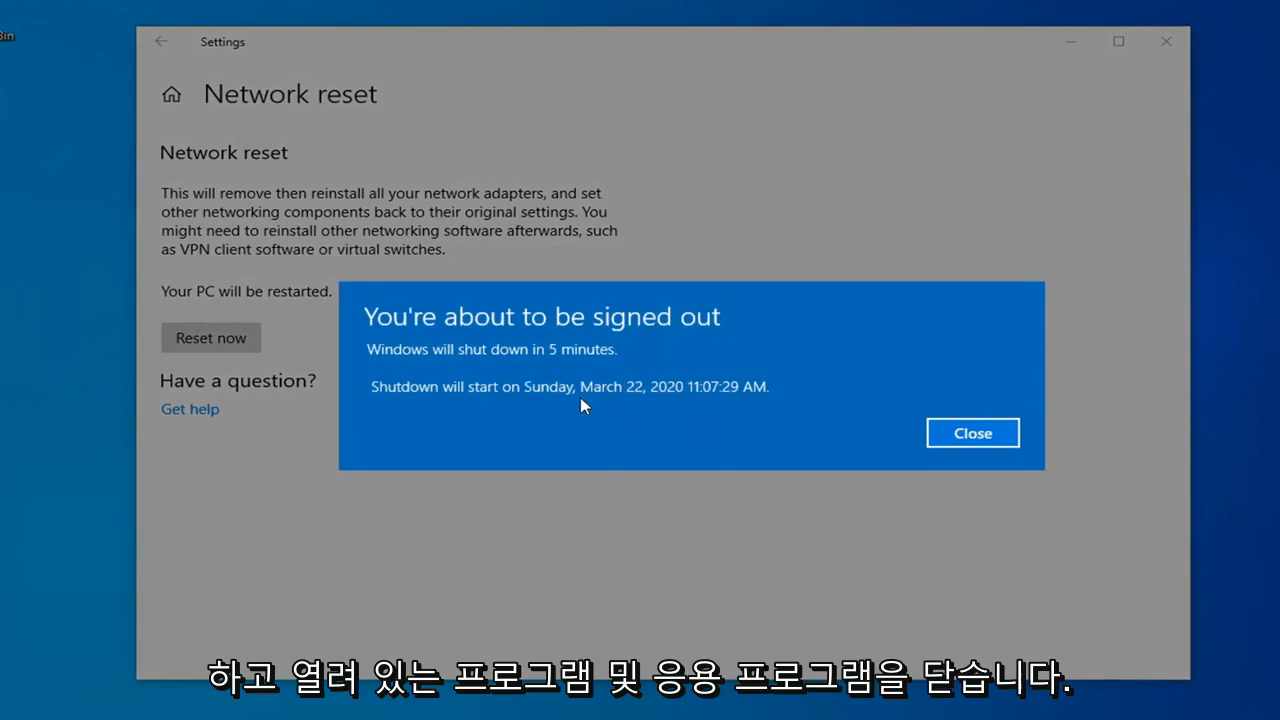 Bin
Settings
Network reset
Network reset
This will remove then reinstall all your network adapters, and set
other networking components back to their original settings. You
might need to reinstall other networking software afterwards, such
as VPN client software or virtual switches.
Your PC will be restarted.
Reset now
Have a question?
Get help
You're about to be signed out
Windows will shut down in 5 minutes.
Shutdown will start on Sunday, March 22, 2020 11:07:29 AM.
Close
하고 열려 있는 프로그램 및 응용 프로그램을 닫습니다.